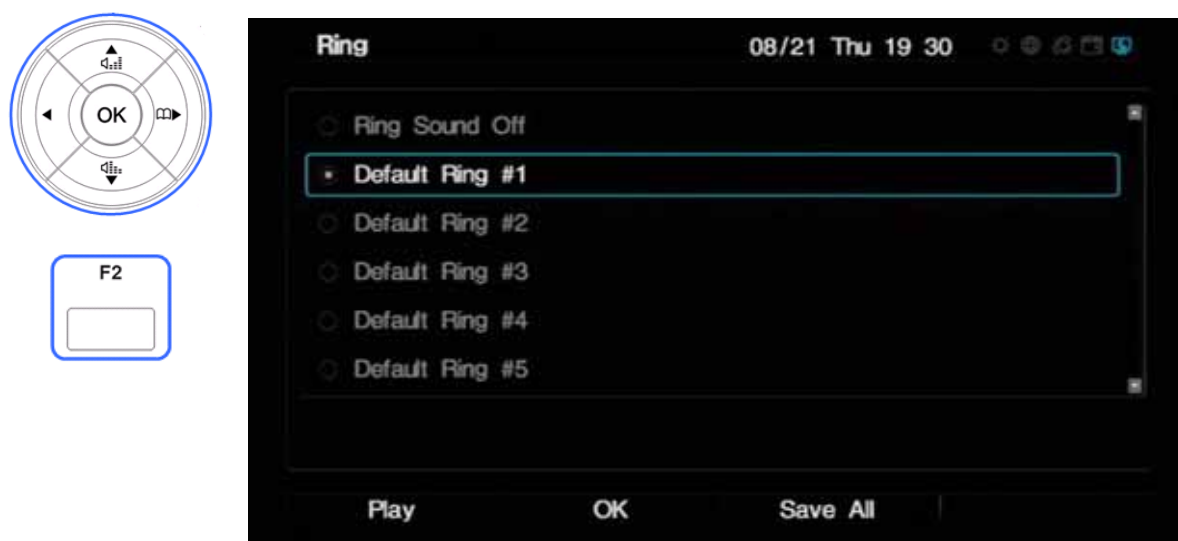 OK
F2
Ring 08/21 Thu 19 30
Ring Sound Off
Default Ring #1
Default Ring #2
Default Ring #3
Default Ring #4
Default Ring #5
Play OK Save All